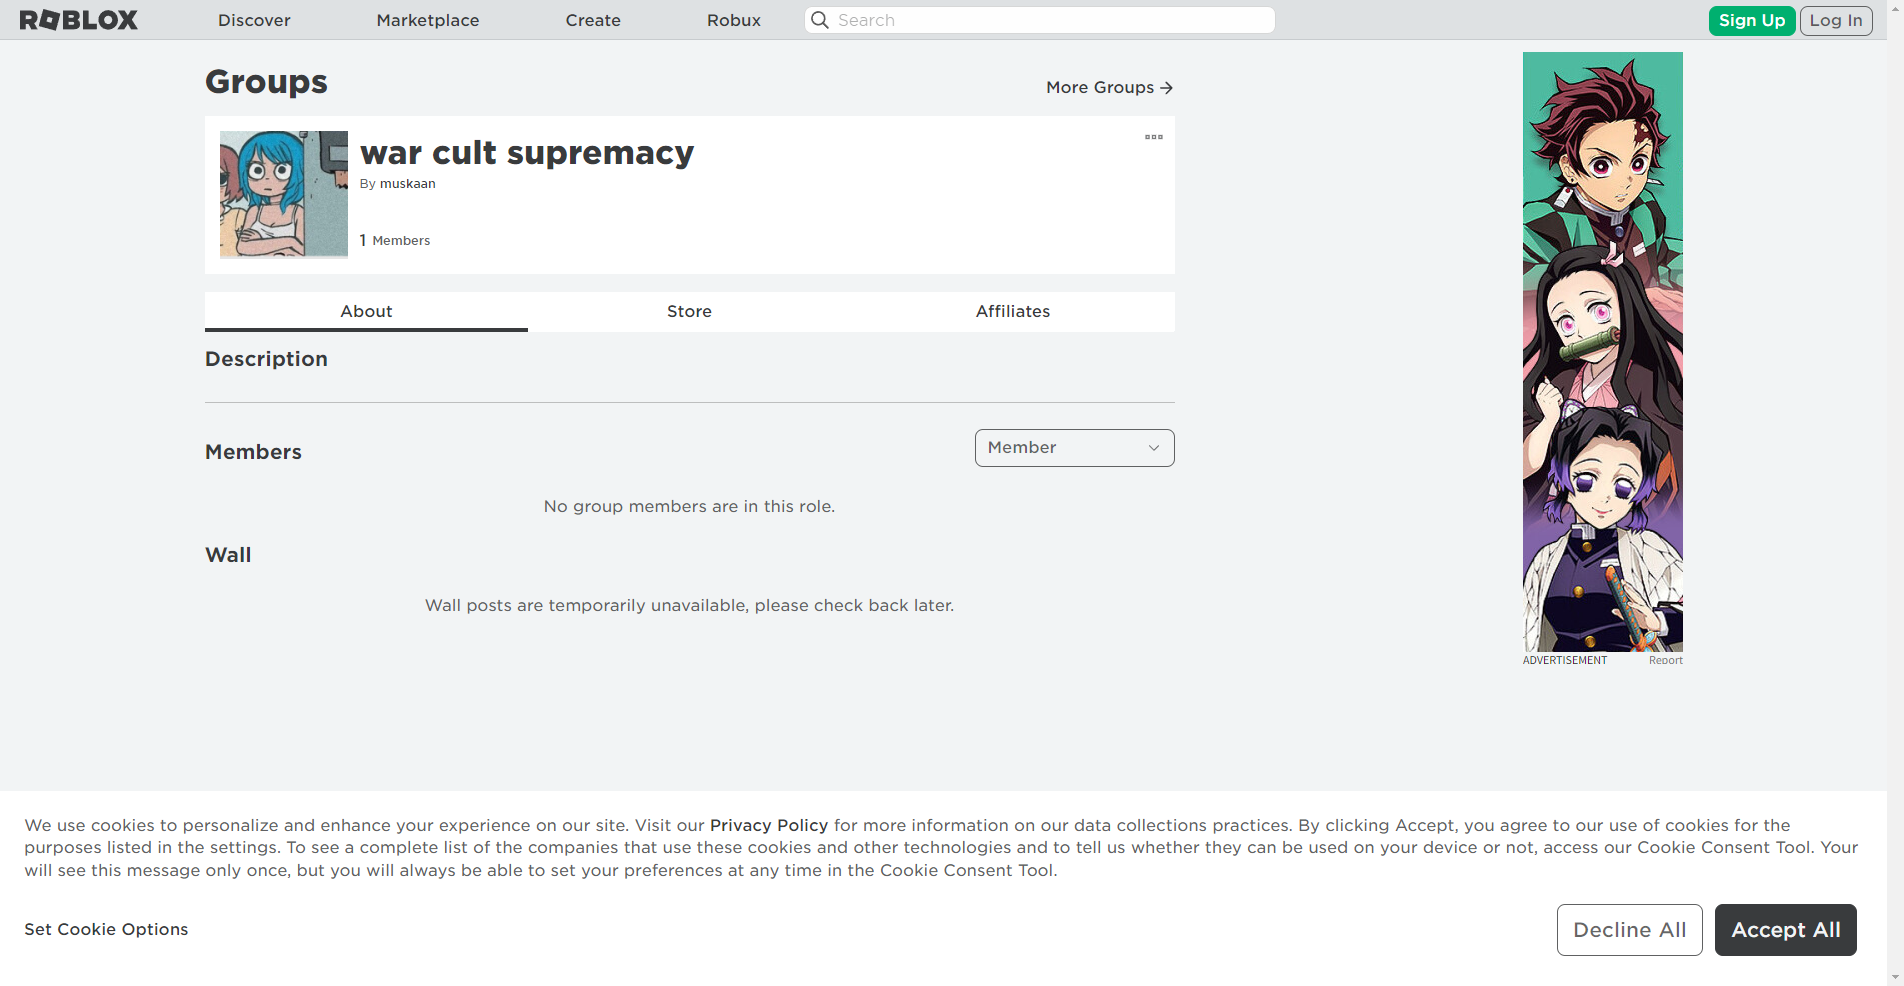 ROBLOX
Discover
Marketplace
Create
Robux
Search
Sign Up
Log In
Groups
More Groups →
war cult supremacy
By muskaan
1 Members
About
Store
Affiliates
Description
Members
Member
No group members are in this role.
Wall
Wall posts are temporarily unavailable, please check back later.
ADVERTISEMENT
Report
We use cookies to personalize and enhance your experience on our site. Visit our Privacy Policy for more information on our data collections practices. By clicking Accept, you agree to our use of cookies for the
purposes listed in the settings. To see a complete list of the companies that use these cookies and other technologies and to tell us whether they can be used on your device or not, access our Cookie Consent Tool. Your
will see this message only once, but you will always be able to set your preferences at any time in the Cookie Consent Tool.
Set Cookie Options
Decline All
Accept All